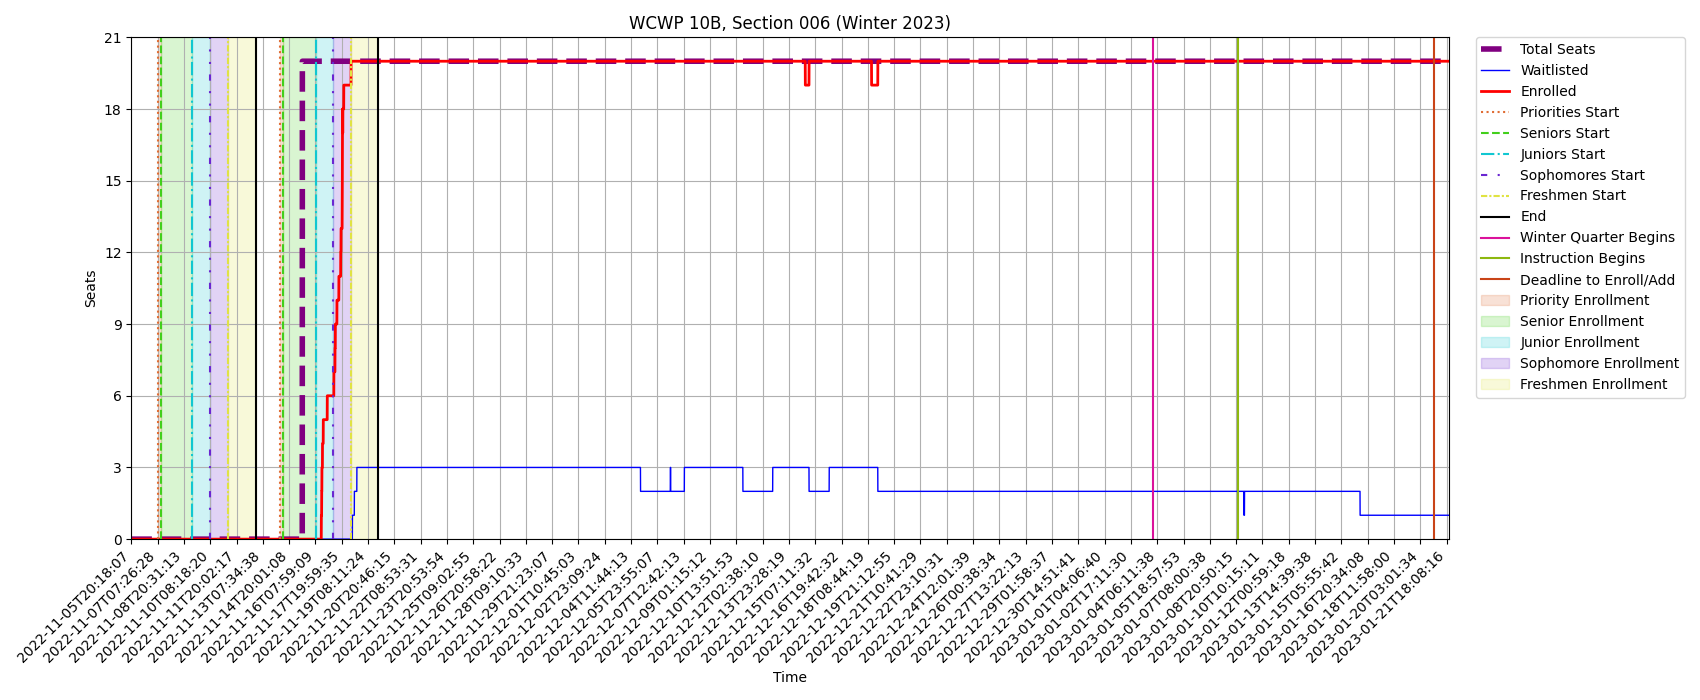 WCWP 10B, Section 006 (Winter 2023)
21
18
15
12
9
6
3
0
Seats
2022-11-05T20:18:07
2022-11-07T07:26:28
2022-11-08T20:31:13
2022-11-10T08:18:20
2022-11-11T20:02:17
2022-11-13T07:34:38
2022-11-14T20:01:08
2022-11-16T07:59:09
2022-11-17T19:59:35
2022-11-19T08:11:24
2022-11-20T20:46:15
2022-11-22T08:53:31
2022-11-23T20:53:54
2022-11-25T09:02:55
2022-11-26T20:58:22
2022-11-28T09:10:33
2022-11-29T21:23:07
2022-12-01T10:45:03
2022-12-02T23:09:24
2022-12-04T11:44:13
2022-12-05T23:55:07
2022-12-07T12:42:13
2022-12-09T01:15:12
2022-12-10T13:51:53
2022-12-12T02:38:10
2022-12-13T23:28:19
2022-12-15T07:11:32
2022-12-16T19:42:32
2022-12-18T08:44:19
2022-12-19T21:12:55
2022-12-21T10:41:29
2022-12-22T23:10:31
2022-12-24T12:01:39
2022-12-26T00:38:34
2022-12-27T13:22:13
2022-12-29T01:58:37
2022-12-30T14:51:41
2023-01-01T04:06:40
2023-01-02T17:11:30
2023-01-04T06:11:38
2023-01-05T18:57:53
2023-01-07T08:00:38
2023-01-08T20:50:15
2023-01-10T10:15:11
2023-01-12T00:59:18
2023-01-13T14:39:38
2023-01-15T05:55:42
2023-01-16T20:34:08
2023-01-18T11:58:00
2023-01-20T03:01:34
2023-01-21T18:08:16
Time
Total Seats
Waitlisted
Enrolled
Priorities Start
Seniors Start
Juniors Start
Sophomores Start
Freshmen Start
End
Winter Quarter Begins
Instruction Begins
Deadline to Enroll/Add
Priority Enrollment
Senior Enrollment
Junior Enrollment
Sophomore Enrollment
Freshmen Enrollment